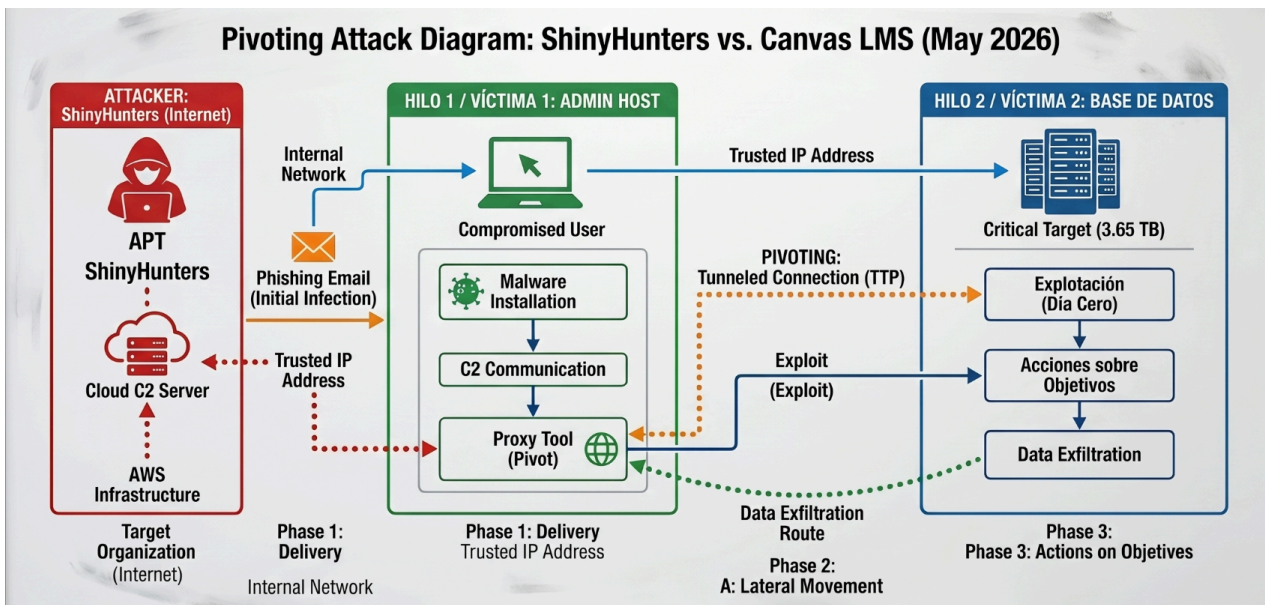 Pivoting Attack Diagram: ShinyHunters vs. Canvas LMS (May 2026)
ATTACKER:
ShinyHunters (Internet)
APT
ShinyHunters
Cloud C2 Server
AWS
Infrastructure
Target
Organization
(Internet)
Internal
Network
Phishing Email
(Initial Infection)
Trusted IP
Address
Phase 1:
Delivery
Internal Network
HILO 1 / VÍCTIMA 1: ADMIN HOST
Compromised User
Malware
Installation
C2 Communication
Proxy Tool
(Pivot)
Phase 1: Delivery
Trusted IP Address
Trusted IP Address
PIVOTING:
Tunneled Connection (TTP)
Exploit
(Exploit)
Data Exfiltration
Route
Phase 2:
A: Lateral Movement
HILO 2 / VÍCTIMA 2: BASE DE DATOS
Critical Target (3.65 TB)
Explotación
(Día Cero)
Acciones sobre
Objetivos
Data Exfiltration
Phase 3:
Phase 3: Actions on Objetives